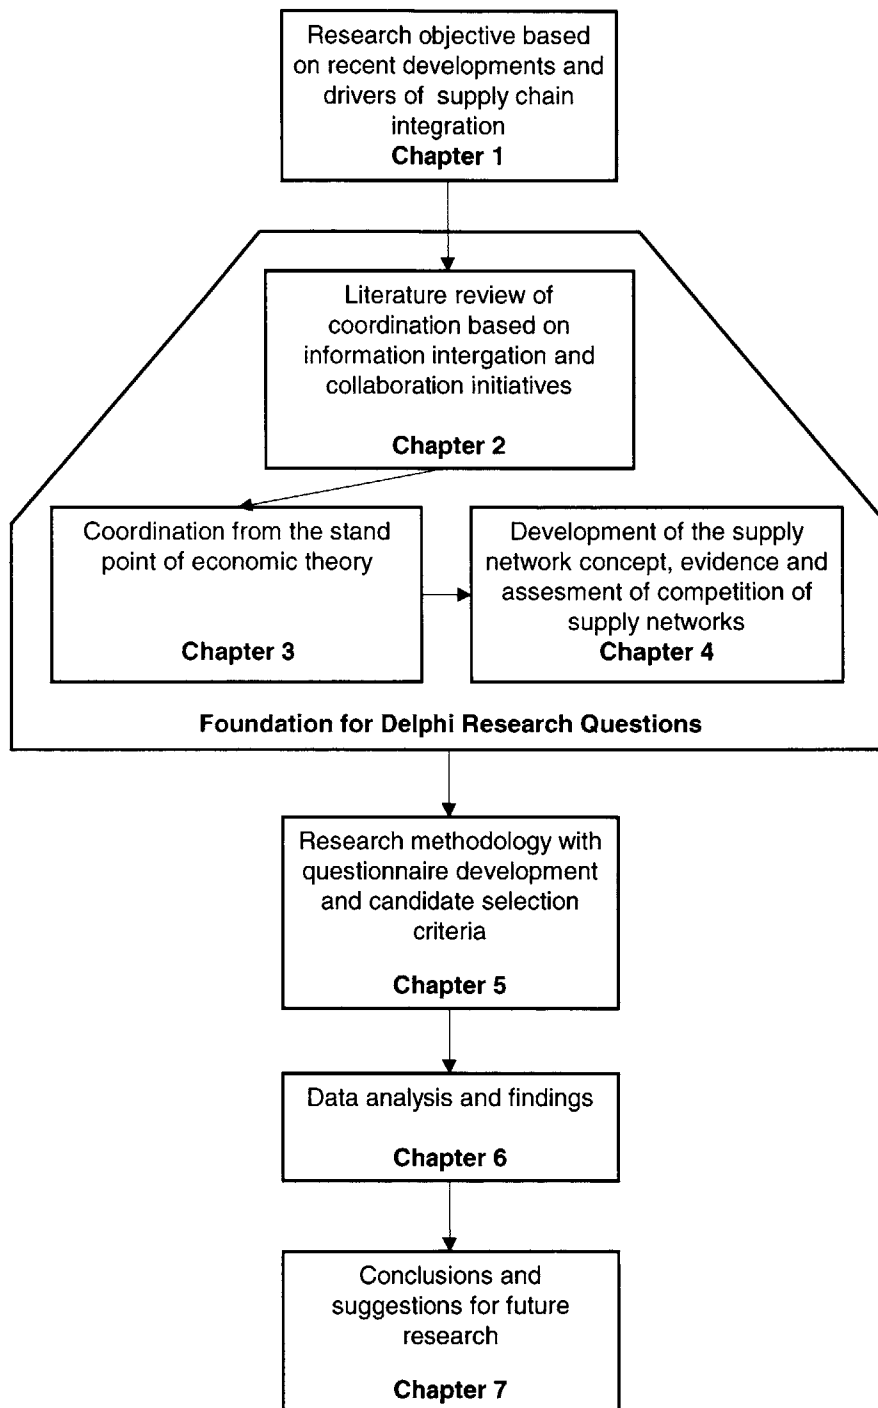 Research objective based
on recent developments and
drivers of supply chain
integration
Chapter 1
Literature review of
coordination based on
information intergation and
collaboration initiatives
Chapter 2
Coordination from the stand
point of economic theory
Chapter 3
Development of the supply
network concept, evidence and
assesment of competition of
supply networks
Chapter 4
Foundation for Delphi Research Questions
Research methodology with
questionnaire development
and candidate selection
criteria
Chapter 5
Data analysis and findings
Chapter 6
Conclusions and
suggestions for future
research
Chapter 7